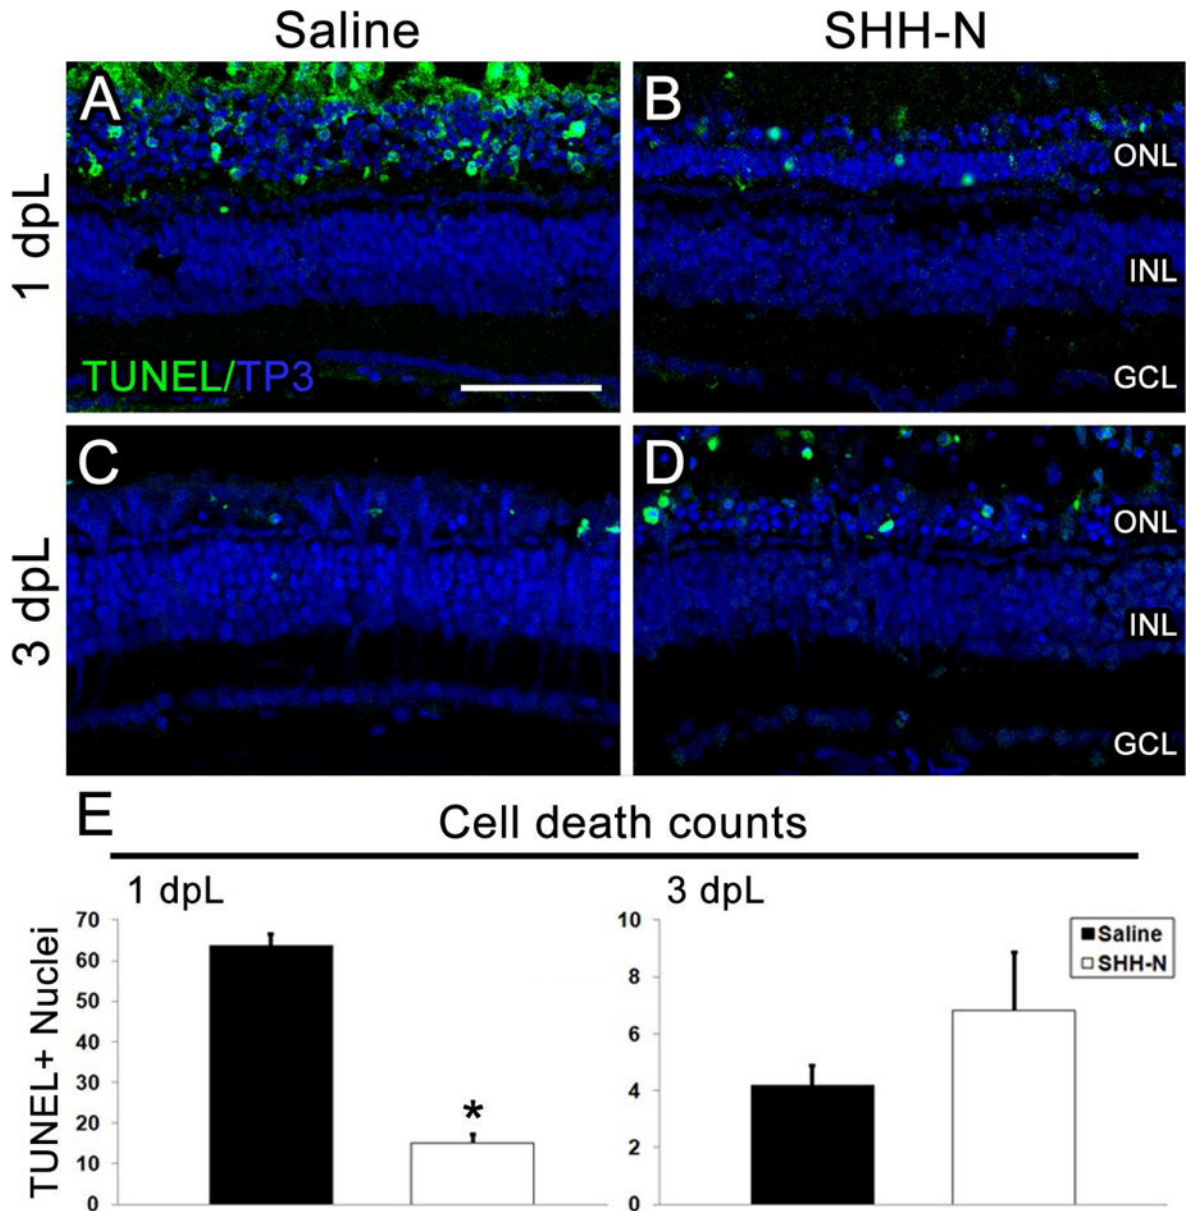 Saline SHH-N
A B
1 dpL
ONL
INL
TUNEL/TP3
GCL
C D
3 dpL
ONL
INL
GCL
E
Cell death counts
1 dpL 3 dpL
TUNEL+ Nuclei
70
60
50
40
30
20
10
0
*
10
8
6
4
2
0
Saline
SHH-N